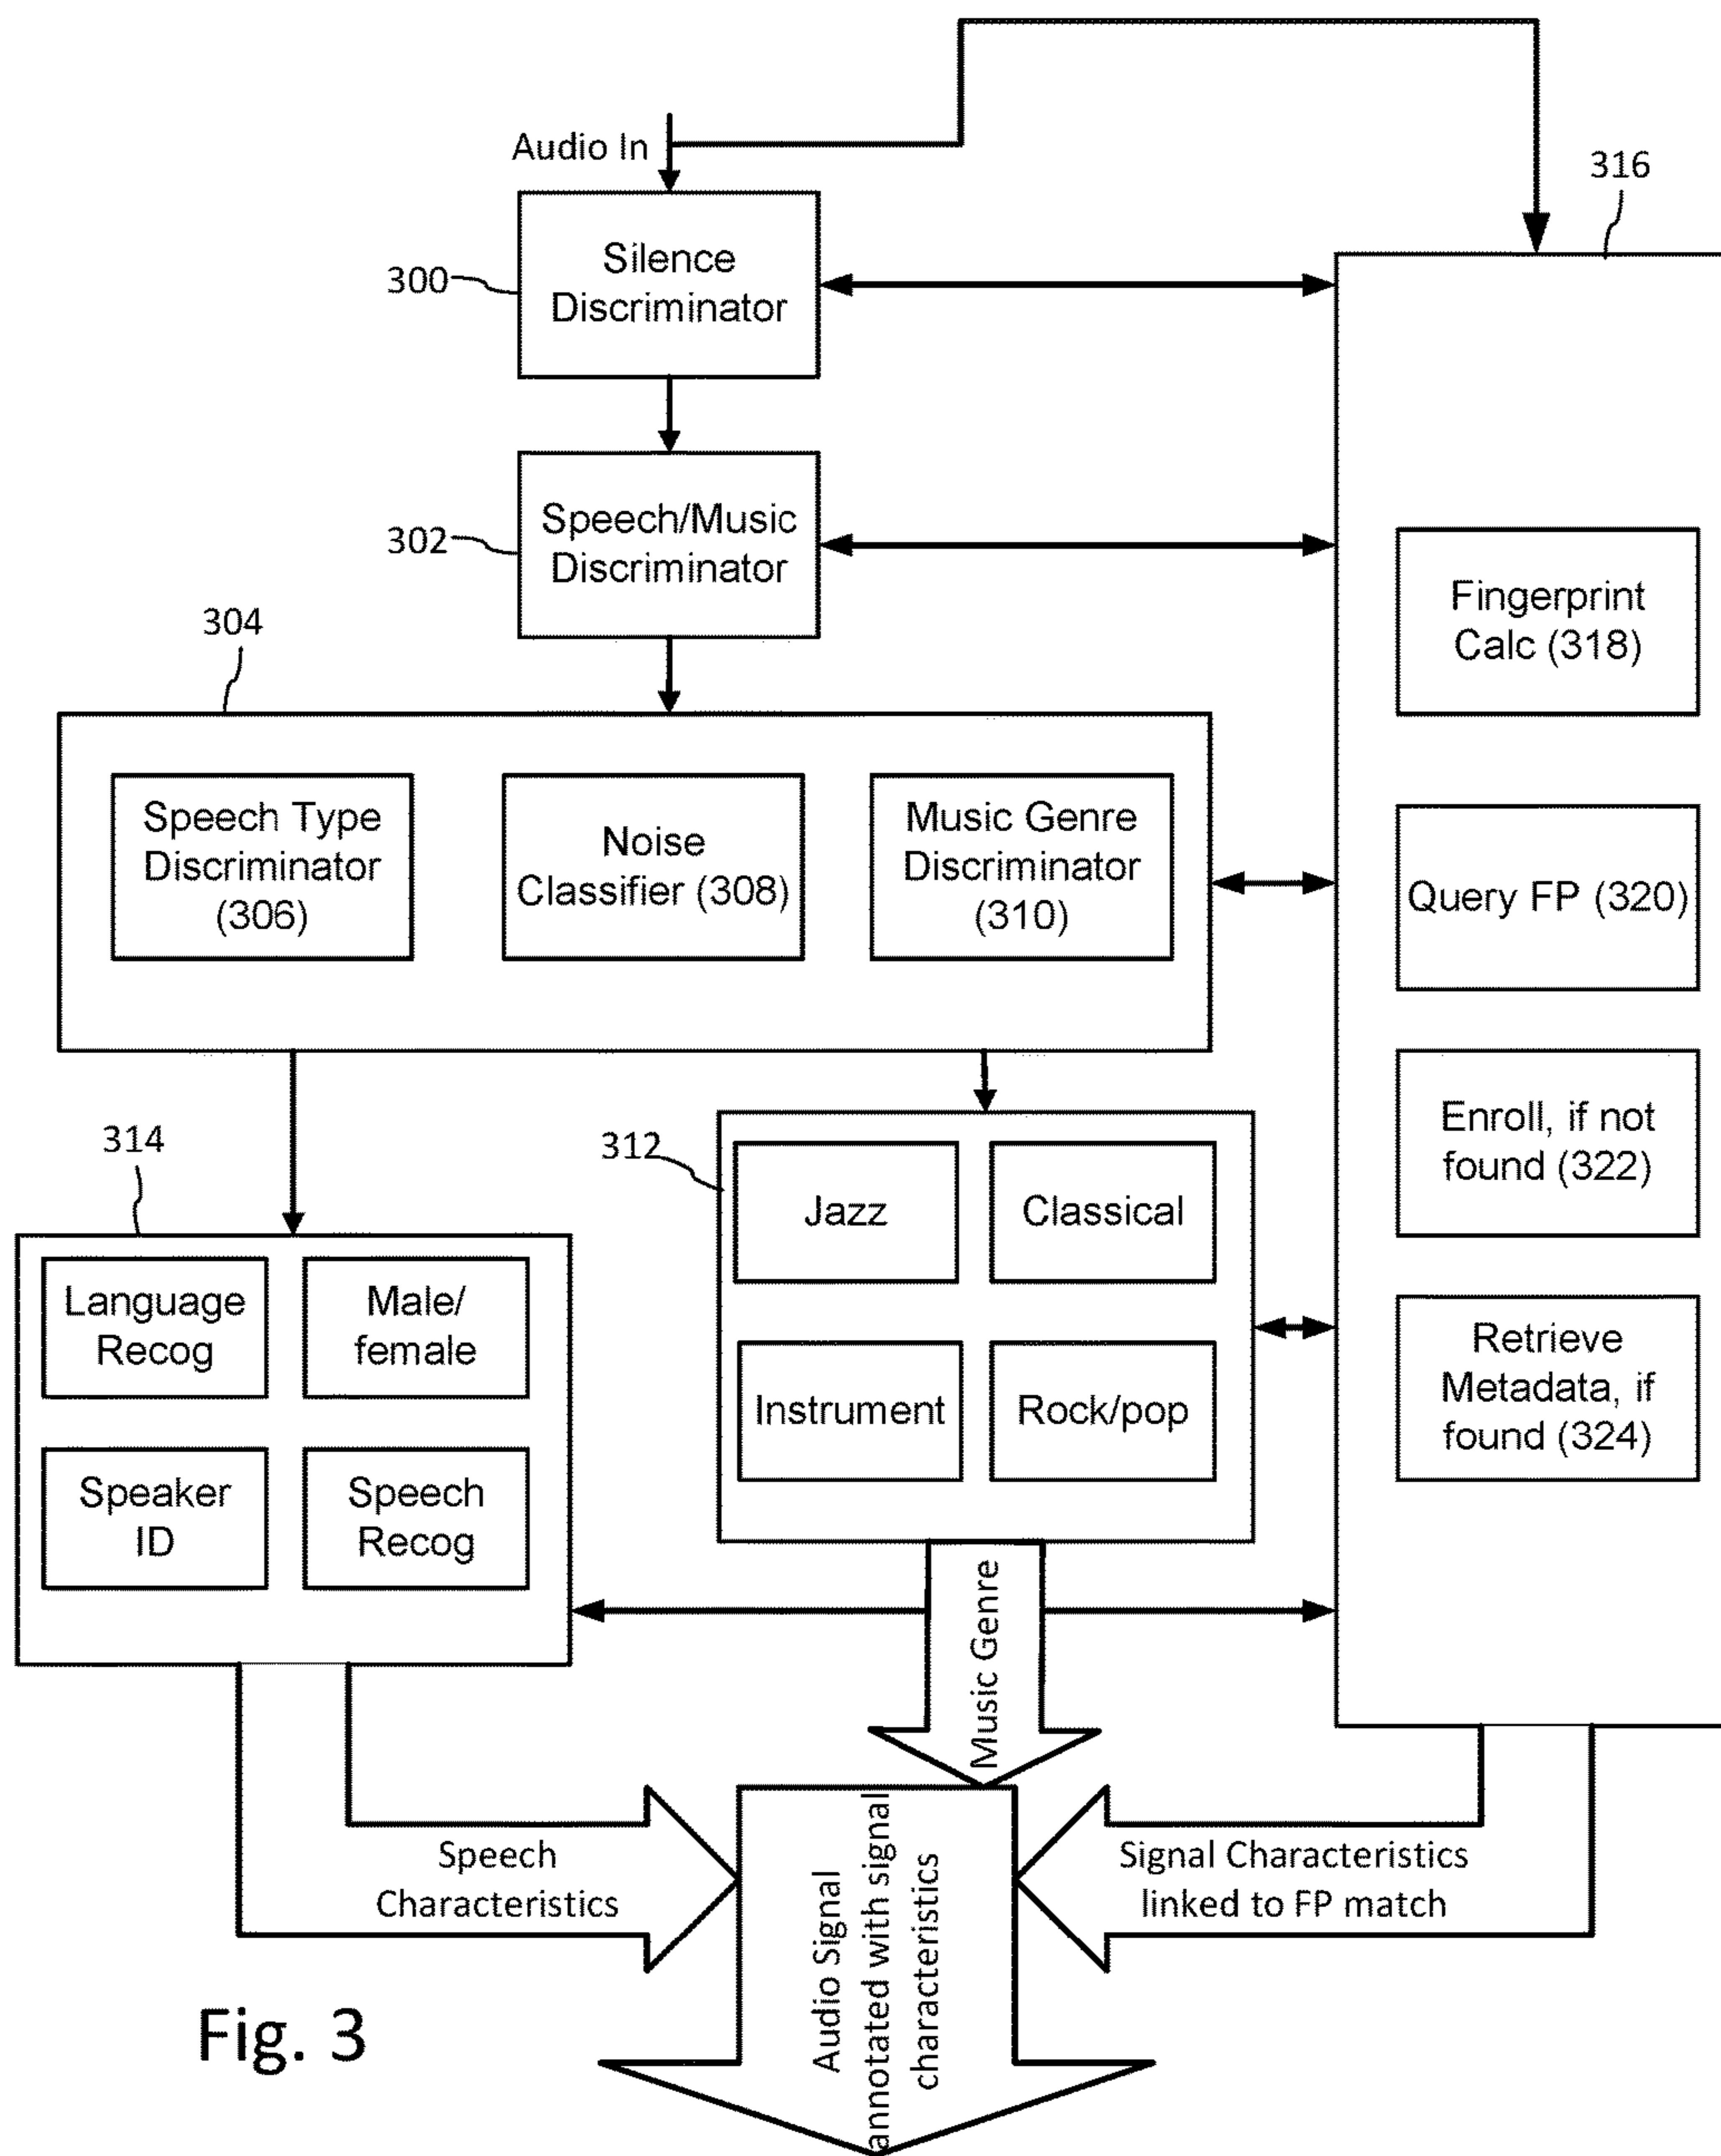 Audio In
316
300
Silence
Discriminator
302
Speech/Music
Discriminator
304
Fingerprint
Calc (318)
Speech Type
Discriminator
(306)
Noise
Classifier (308)
Music Genre
Discriminator
(310)
Query FP (320)
Enroll, if not
found (322)
314
312
Jazz
Classical
Language
Recog
Male/
female
Instrument
Rock/pop
Retrieve
Metadata, if
found (324)
Speaker
ID
Speech
Recog
Music Genre
Speech
Characteristics
Audio Signal
annotated with signal
characteristics
Signal Characteristics
linked to FP match
Fig. 3